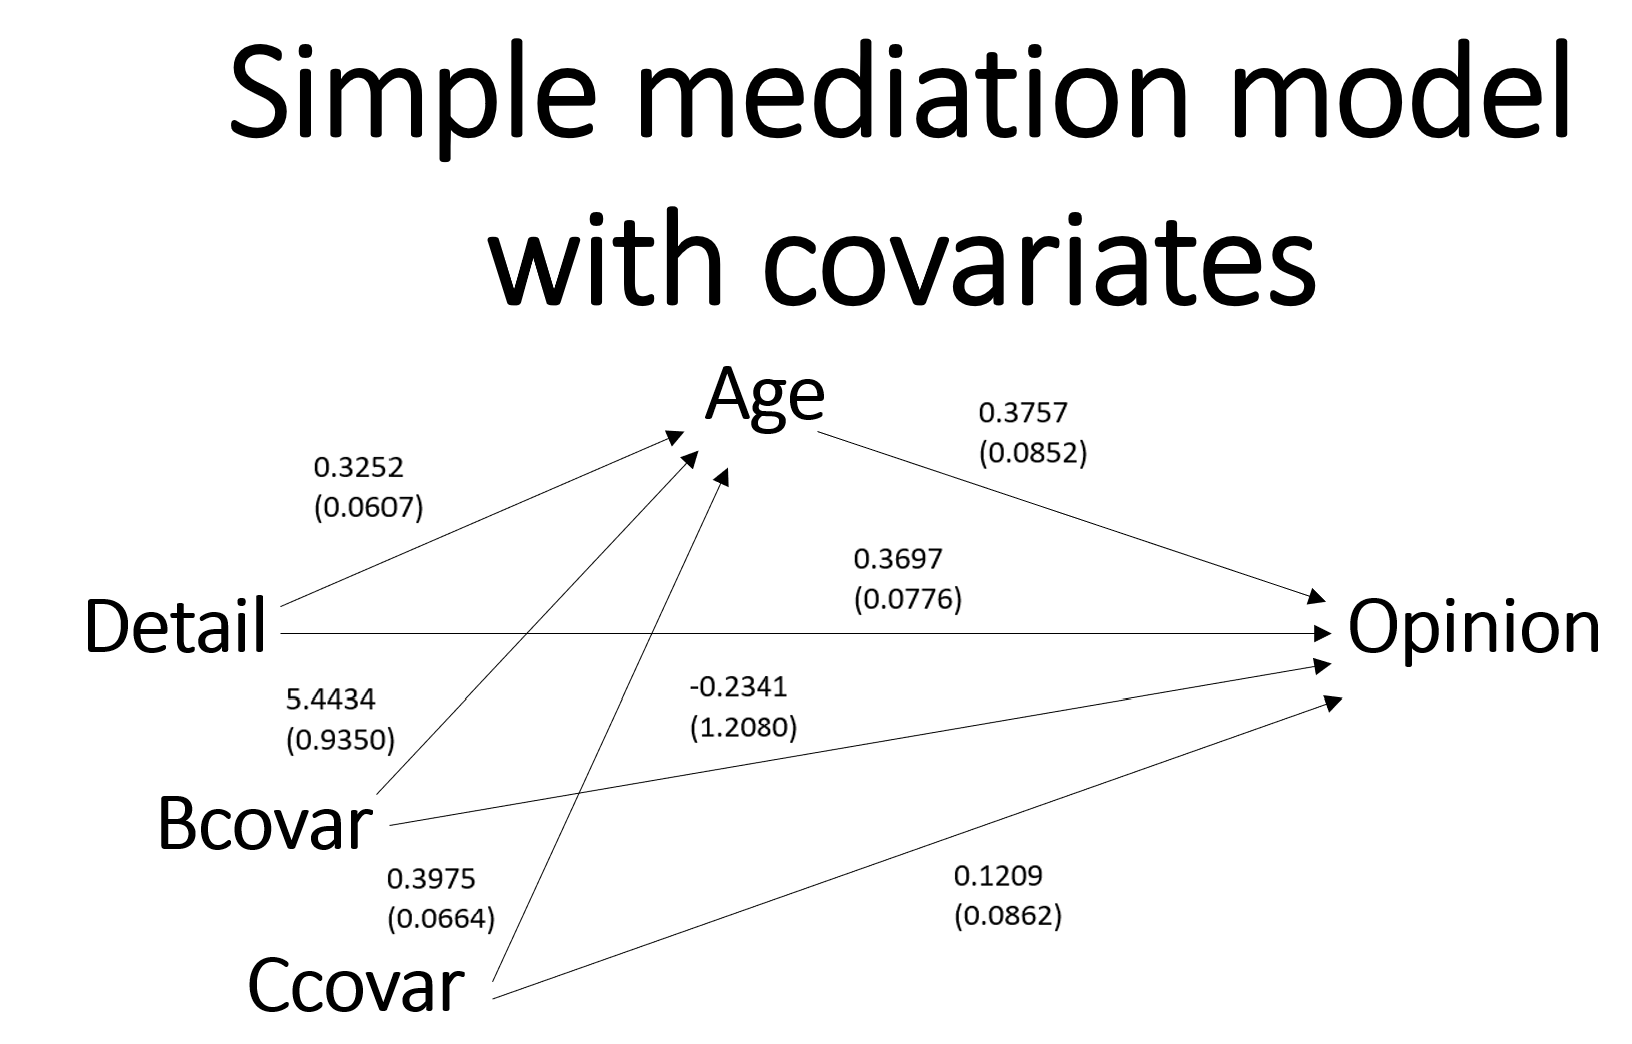 Simple mediation model
with covariates
Age
0.3757
(0.0852)
0.3252
(0.0607)
0.3697
(0.0776)
Detail
Opinion
5.4434
(0.9350)
-0.2341
(1.2080)
Bcovar
0.3975
(0.0664)
0.1209
(0.0862)
Ccovar